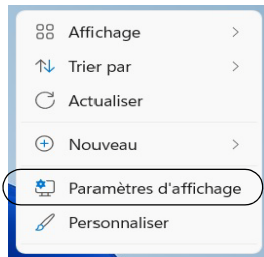 Affichage
Trier par
Actualiser
Nouveau
Paramètres d'affichage
Personnaliser